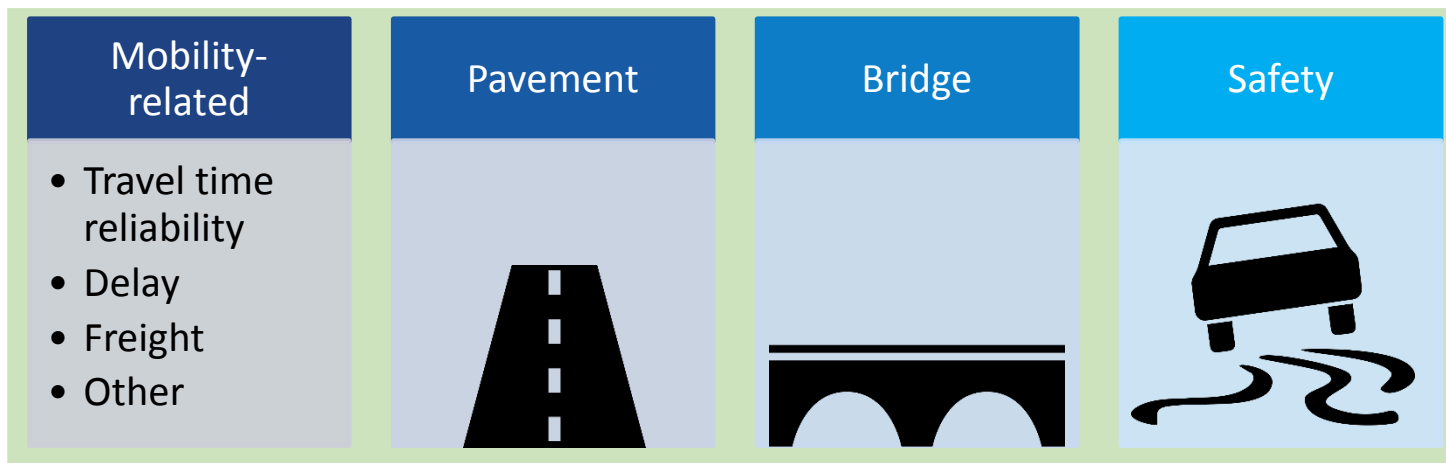 Mobility-
related
Pavement
Bridge
Safety
• Travel time
reliability
• Delay
• Freight
• Other